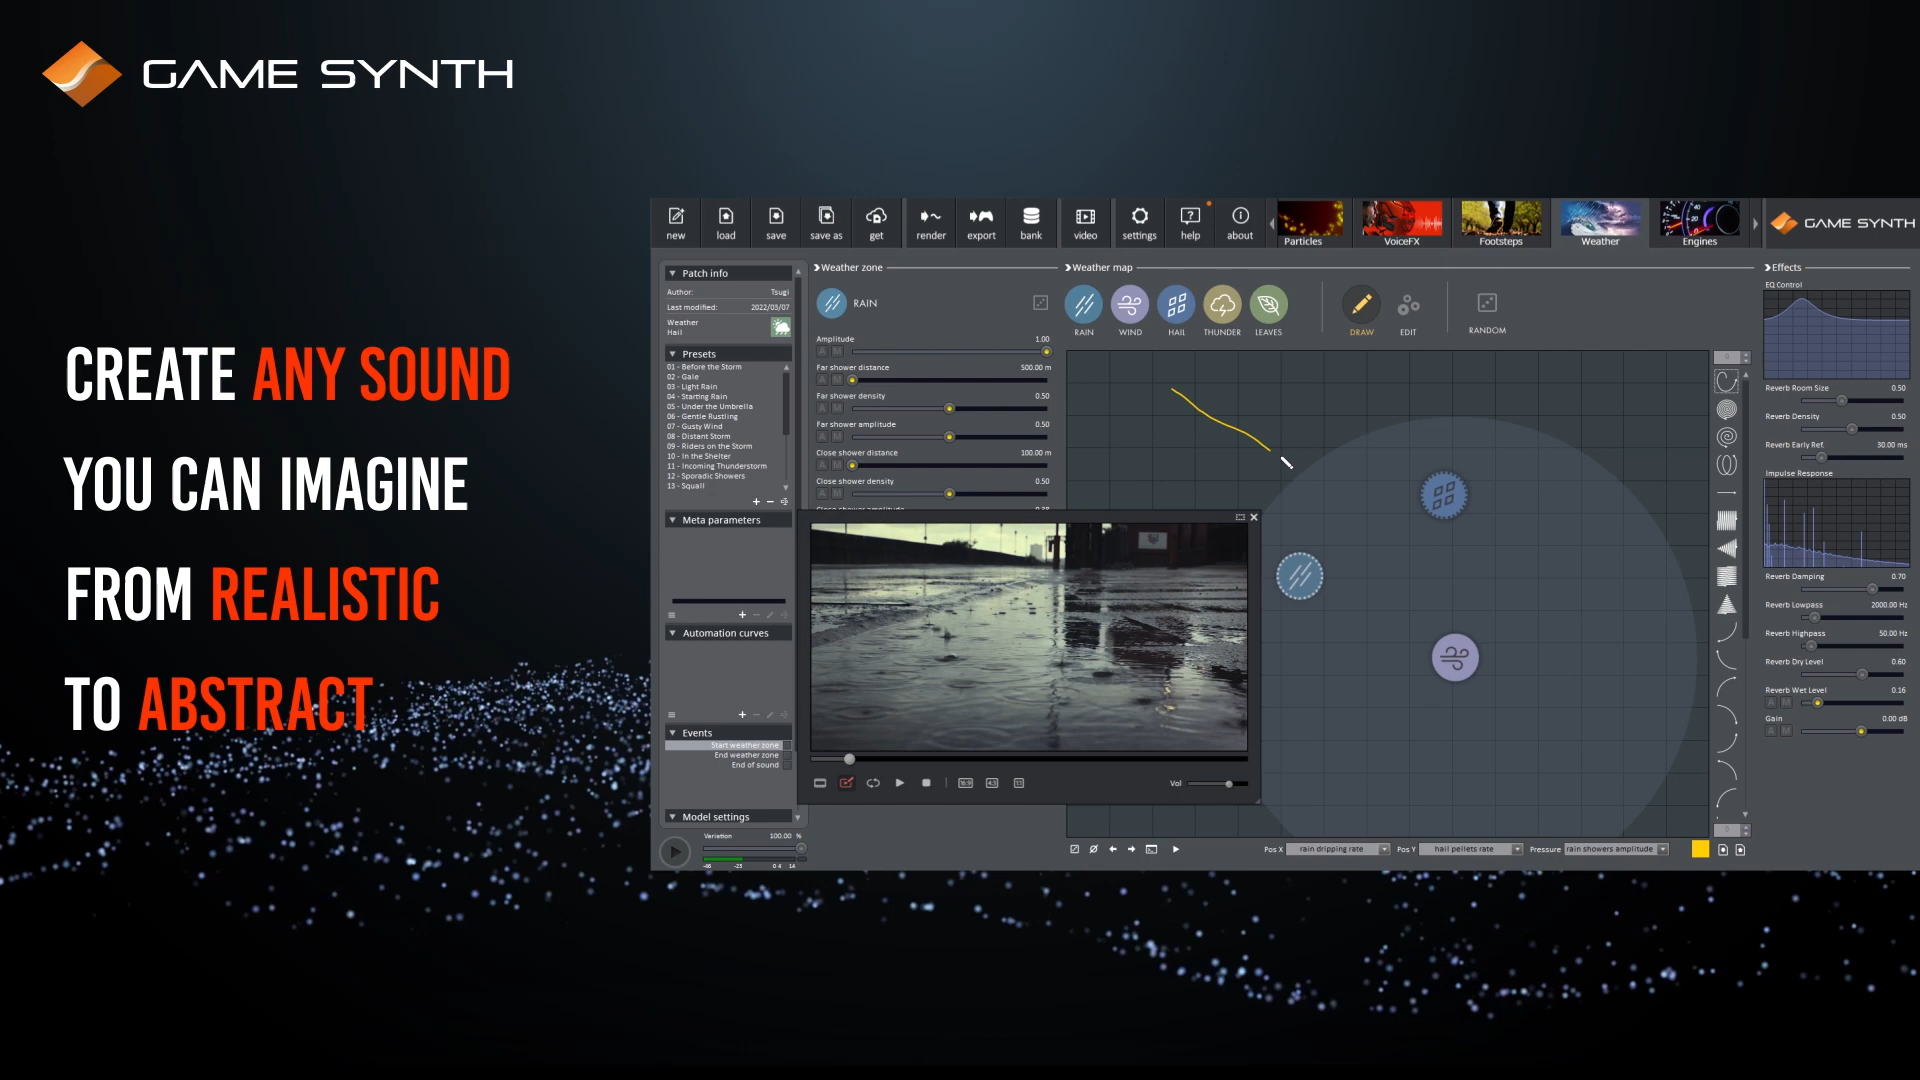 GAME SYNTH
CREATE ANY SOUND
YOU CAN IMAGINE
FROM REALISTIC
TO ABSTRACT
new load save save as get render export bank video settings help about Particles VoiceFX Footsteps Weather Engines GAME SYNTH
Patch info
Author: Tsugi
Last modified: 2022/03/07
Weather
Hail
Presets
01 - Before the Storm
02 - Gale
03 - Light Rain
04 - Starting Rain
05 - Under the Umbrella
06 - Gentle Rustling
07 - Gusty Wind
08 - Distant Storm
09 - Riders on the Storm
10 - In the Shelter
11 - Incoming Thunderstorm
12 - Sporadic Showers
13 - Squall
Meta parameters
Automation curves
Events
Start weather zone
End weather zone
End of sound
Model settings
Variation 100.00 %
-46 -23 0 4 14
Weather zone
RAIN
Amplitude 1.00
A M
Far shower distance 500.00 m
A M
Far shower density 0.50
A M
Far shower amplitude 0.50
A M
Close shower distance 100.00 m
A M
Close shower density 0.50
A M
Vol
Weather map
RAIN WIND HAIL THUNDER LEAVES DRAW EDIT RANDOM
0
0
Pos X rain dripping rate Pos Y hail pellets rate Pressure rain showers amplitude
Effects
EQ Control
Reverb Room Size 0.50
Reverb Density 0.50
Reverb Early Ref. 30.00 ms
Impulse Response
Reverb Damping 0.70
Reverb Lowpass 2000.00 Hz
Reverb Highpass 50.00 Hz
Reverb Dry Level 0.60
Reverb Wet Level 0.16
A M
Gain 0.00 dB
A M